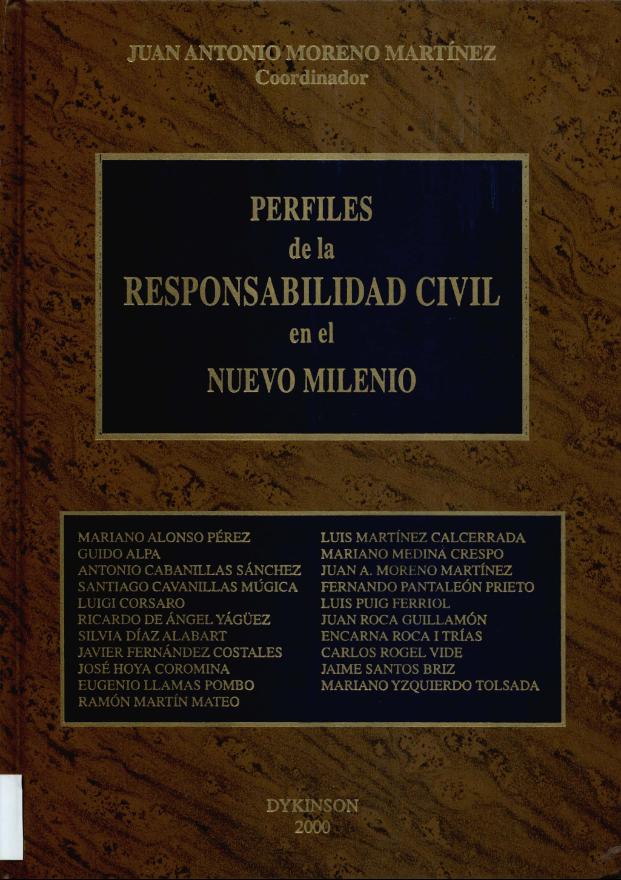 JUAN ANTONIO MORENO MARTÍNEZ
Coordinador
PERFILES
de la
RESPONSABILIDAD CIVIL
en el
NUEVO MILENIO
MARIANO ALONSO PÉREZ
GUIDO ALPA
ANTONIO CABANILLAS SÁNCHEZ
SANTIAGO CAVANILLAS MÚGICA
LUIGI CORSARO
RICARDO DE ÁNGEL YÁGÜEZ
SILVIA DÍAZ ALABART
JAVIER FERNÁNDEZ COSTALES
JOSÉ HOYA COROMINA
EUGENIO LLAMAS POMBO
RAMÓN MARTÍN MATEO
LUIS MARTÍNEZ CALCERRADA
MARIANO MEDINA CRESPO
JUAN A. MORENO MARTÍNEZ
FERNANDO PANTALEÓN PRIETO
LUIS PUIG FERRIOL
JUAN ROCA GUILLAMÓN
ENCARNA ROCA I TRÍAS
CARLOS ROGEL VIDE
JAIME SANTOS BRIZ
MARIANO YZQUIERDO TOLSADA
DYKINSON
2000